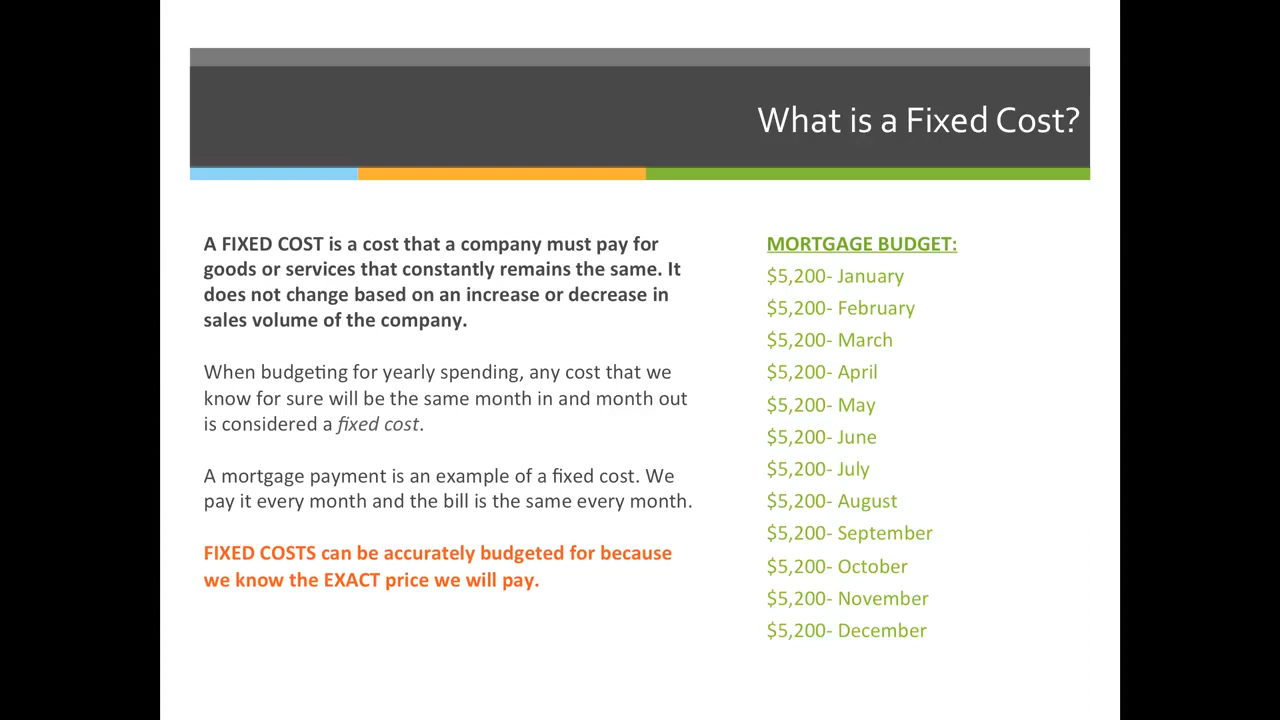 What is a Fixed Cost?
A FIXED COST is a cost that a company must pay for
goods or services that constantly remains the same. It
does not change based on an increase or decrease in
sales volume of the company.
When budgeting for yearly spending, any cost that we
know for sure will be the same month in and month out
is considered a fixed cost.
A mortgage payment is an example of a fixed cost. We
pay it every month and the bill is the same every month.
FIXED COSTS can be accurately budgeted for because
we know the EXACT price we will pay.
MORTGAGE BUDGET:
$5,200- January
$5,200- February
$5,200- March
$5,200- April
$5,200- May
$5,200- June
$5,200- July
$5,200- August
$5,200- September
$5,200- October
$5,200- November
$5,200- December